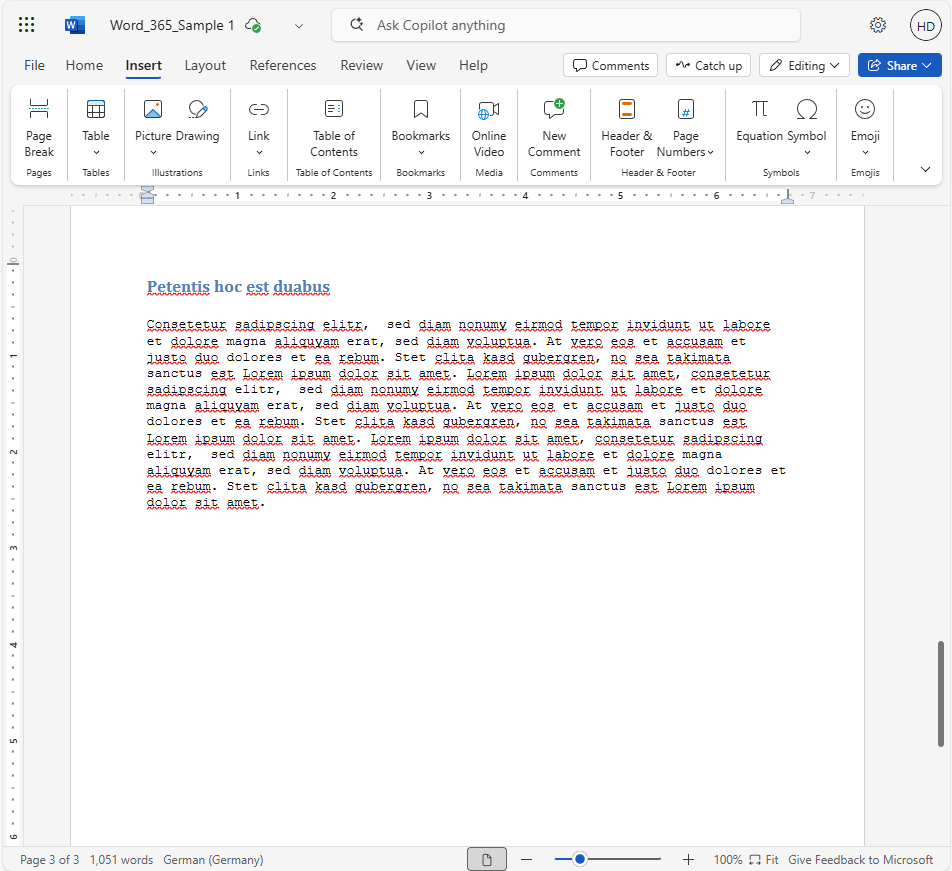 Word_365_Sample 1
Ask Copilot anything
HD
File Home Insert Layout References Review View Help
Comments Catch up Editing Share
Page Break
Table
Picture
Drawing
Link
Table of Contents
Bookmarks
Online Video
New Comment
Header & Footer
Page Numbers
Equation
Symbol
Emoji
Pages Tables Illustrations Links Table of Contents Bookmarks Media Comments Header & Footer Symbols Emojis
1 2 3 4 5 6 7
Petentis hoc est duabus
Consetetur sadipscing elitr,  sed diam nonumy eirmod tempor invidunt ut labore
et dolore magna aliquyam erat, sed diam voluptua. At vero eos et accusam et
justo duo dolores et ea rebum. Stet clita kasd gubergren, no sea takimata
sanctus est Lorem ipsum dolor sit amet. Lorem ipsum dolor sit amet, consetetur
sadipscing elitr,  sed diam nonumy eirmod tempor invidunt ut labore et dolore
magna aliquyam erat, sed diam voluptua. At vero eos et accusam et justo duo
dolores et ea rebum. Stet clita kasd gubergren, no sea takimata sanctus est
Lorem ipsum dolor sit amet. Lorem ipsum dolor sit amet, consetetur sadipscing
elitr,  sed diam nonumy eirmod tempor invidunt ut labore et dolore magna
aliquyam erat, sed diam voluptua. At vero eos et accusam et justo duo dolores et
ea rebum. Stet clita kasd gubergren, no sea takimata sanctus est Lorem ipsum
dolor sit amet.
0
1
2
3
4
5
6
Page 3 of 3 1,051 words German (Germany) 100% Fit Give Feedback to Microsoft